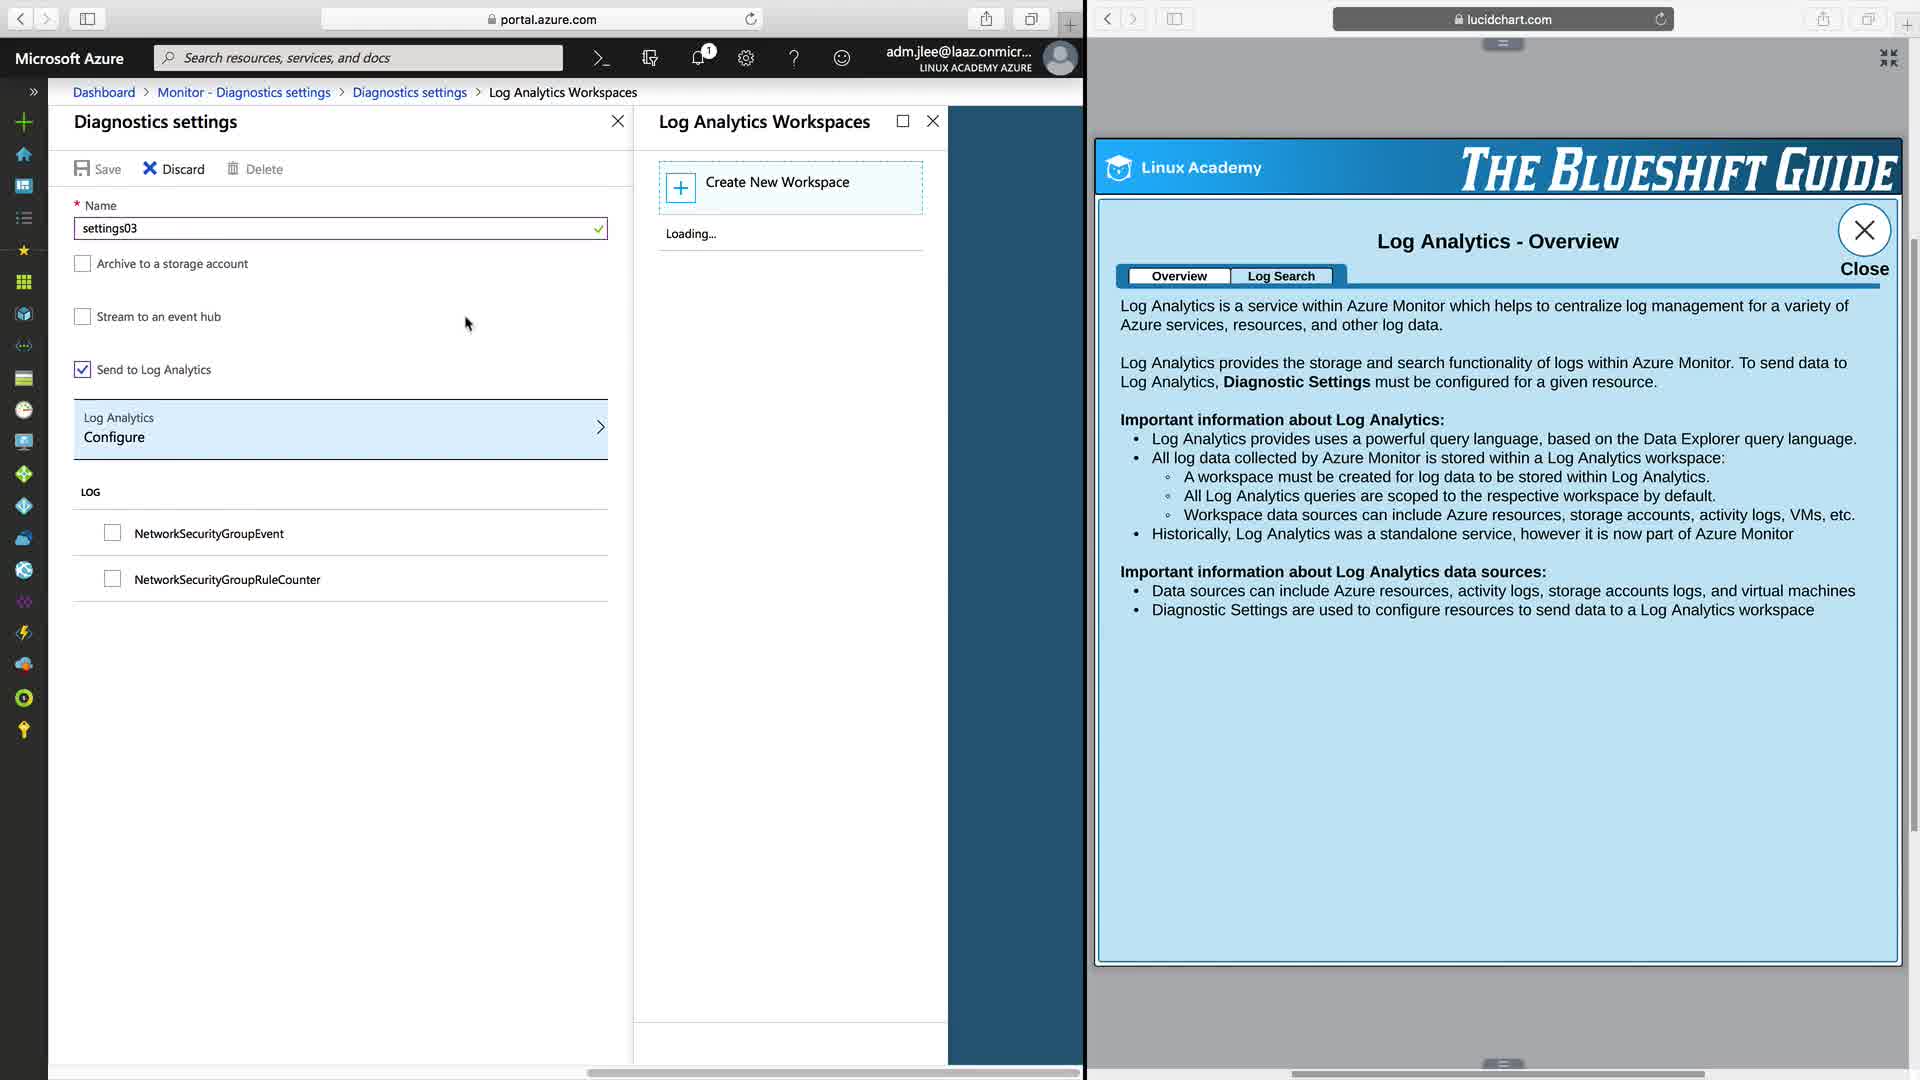 portal.azure.com
Microsoft Azure
Search resources, services, and docs
1
adm.jlee@laaz.onmicr...
LINUX ACADEMY AZURE
Dashboard > Monitor - Diagnostics settings > Diagnostics settings > Log Analytics Workspaces
Diagnostics settings
Save
Discard
Delete
* Name
settings03
Archive to a storage account
Stream to an event hub
Send to Log Analytics
Log Analytics
Configure
LOG
NetworkSecurityGroupEvent
NetworkSecurityGroupRuleCounter
Log Analytics Workspaces
Create New Workspace
Loading...
lucidchart.com
Linux Academy
THE BLUESHIFT GUIDE
Log Analytics - Overview
Close
Overview
Log Search
Log Analytics is a service within Azure Monitor which helps to centralize log management for a variety of
Azure services, resources, and other log data.
Log Analytics provides the storage and search functionality of logs within Azure Monitor. To send data to
Log Analytics, Diagnostic Settings must be configured for a given resource.
Important information about Log Analytics:
• Log Analytics provides uses a powerful query language, based on the Data Explorer query language.
• All log data collected by Azure Monitor is stored within a Log Analytics workspace:
◦ A workspace must be created for log data to be stored within Log Analytics.
◦ All Log Analytics queries are scoped to the respective workspace by default.
◦ Workspace data sources can include Azure resources, storage accounts, activity logs, VMs, etc.
• Historically, Log Analytics was a standalone service, however it is now part of Azure Monitor
Important information about Log Analytics data sources:
• Data sources can include Azure resources, activity logs, storage accounts logs, and virtual machines
• Diagnostic Settings are used to configure resources to send data to a Log Analytics workspace